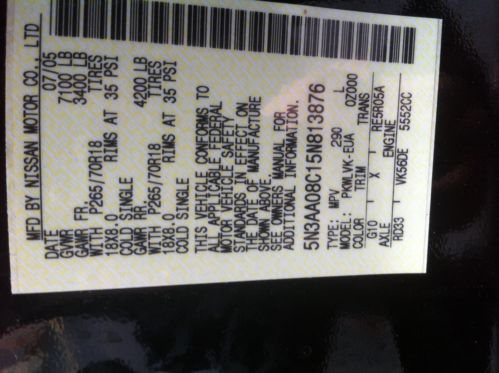 MFD BY NISSAN MOTOR CO., LTD
DATE 07/05
GVWR 7100 LB
GAWR FR 3400 LB
WITH P265/70R18 TIRES
18X8.0 RIMS AT 35 PSI
COLD SINGLE
GAWR RR 4200 LB
WITH P265/70R18 TIRES
18X8.0 RIMS AT 35 PSI
COLD SINGLE
THIS VEHICLE CONFORMS TO
ALL APPLICABLE FEDERAL
MOTOR VEHICLE SAFETY
STANDARDS IN EFFECT ON
THE DATE OF MANUFACTURE
SHOWN ABOVE.
SEE OWNERS MANUAL FOR
ADDITIONAL INFORMATION.
5N3AA08C15N813876
TYPE: MPV 290 L
MODEL: PKWLVK-EUA 0Z000
COLOR TRIM TRANS
G10 X RE5R05A
AXLE ENGINE
RD33 VK56DE 5552CC